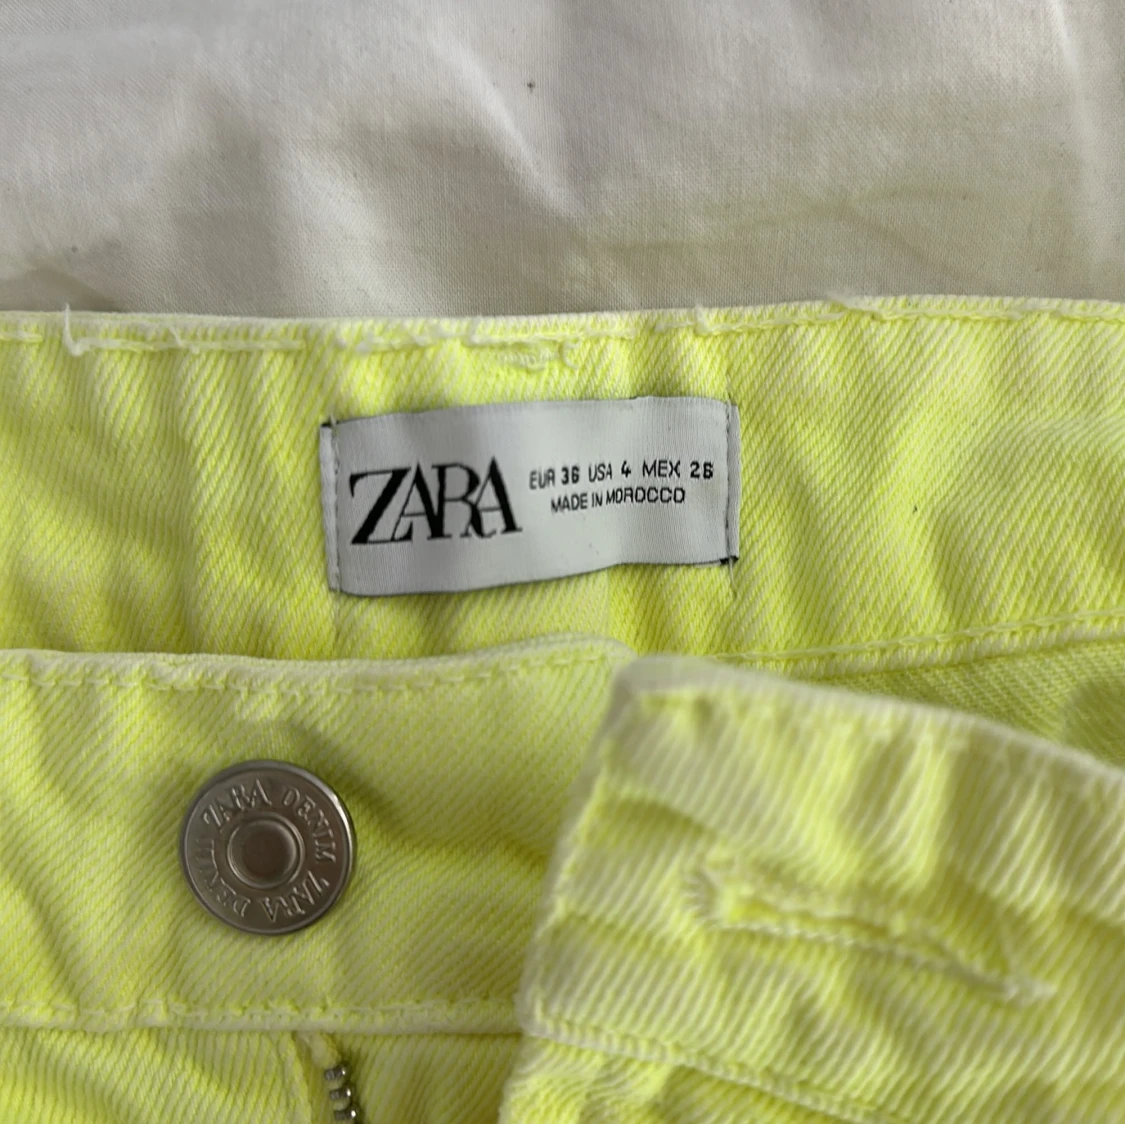 ZARA
EUR 36 USA 4 MEX 26
MADE IN MOROCCO
ZARA DENIM ZARA DENIM